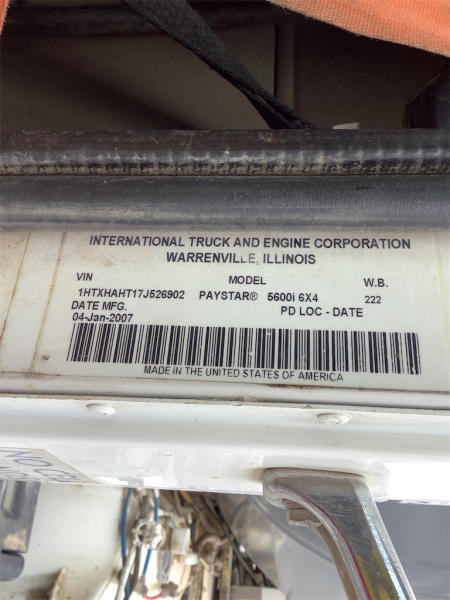 INTERNATIONAL TRUCK AND ENGINE CORPORATION
WARRENVILLE, ILLINOIS
VIN MODEL W.B.
1HTXHAHT17J526902 PAYSTAR® 5600i 6X4 222
DATE MFG. PD LOC - DATE
04-Jan-2007
MADE IN THE UNITED STATES OF AMERICA